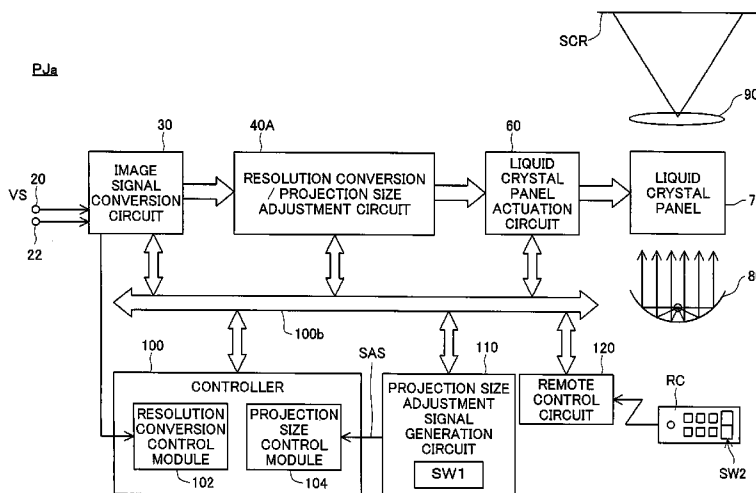 SCR
PJa
90
30
40A
60
VS
20
22
IMAGE
SIGNAL
CONVERSION
CIRCUIT
RESOLUTION CONVERSION
/ PROJECTION SIZE
ADJUSTMENT CIRCUIT
LIQUID
CRYSTAL
PANEL
ACTUATION
CIRCUIT
LIQUID
CRYSTAL
PANEL
100b
100
SAS
110
120
CONTROLLER
RESOLUTION
CONVERSION
CONTROL
MODULE
102
PROJECTION
SIZE
CONTROL
MODULE
104
PROJECTION SIZE
ADJUSTMENT
SIGNAL
GENERATION
CIRCUIT
SW1
REMOTE
CONTROL
CIRCUIT
RC
SW2